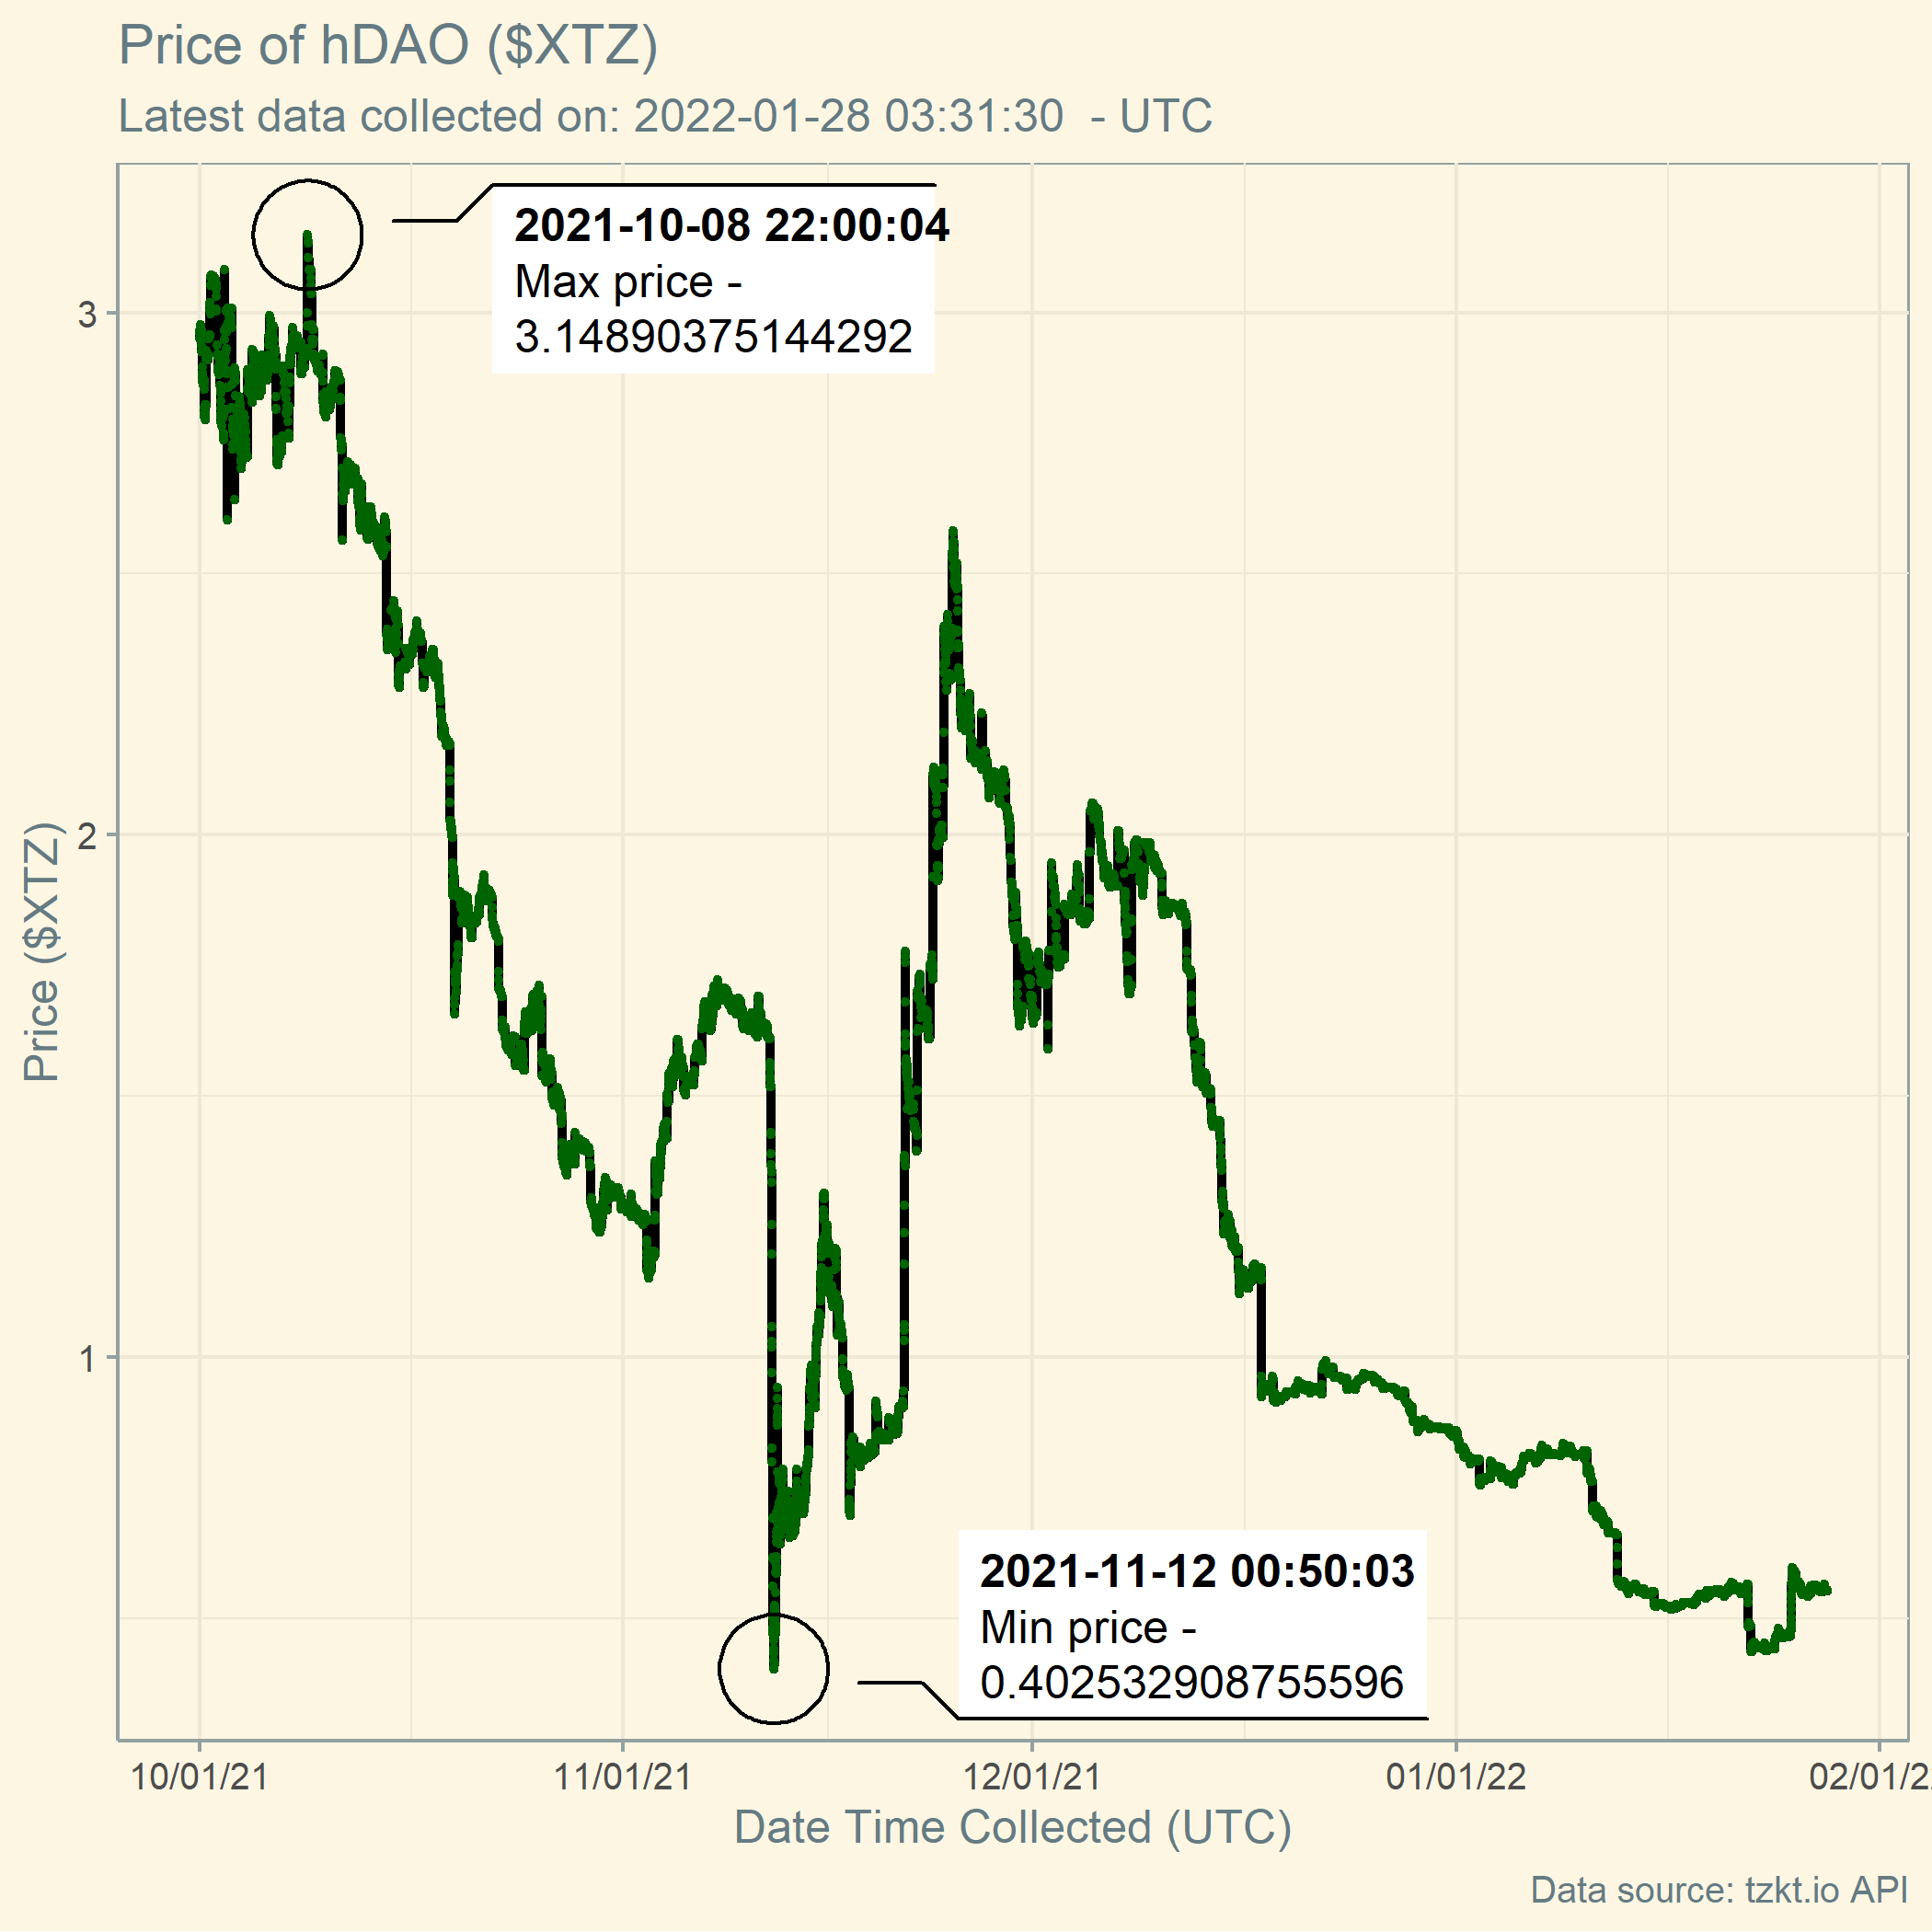 Price of hDAO ($XTZ)
Latest data collected on: 2022-01-28 03:31:30  - UTC
2021-10-08 22:00:04
Max price -
3.14890375144292
3
2
1
Price ($XTZ)
2021-11-12 00:50:03
Min price -
0.402532908755596
10/01/21 11/01/21 12/01/21 01/01/22 02/01/2
Date Time Collected (UTC)
Data source: tzkt.io API